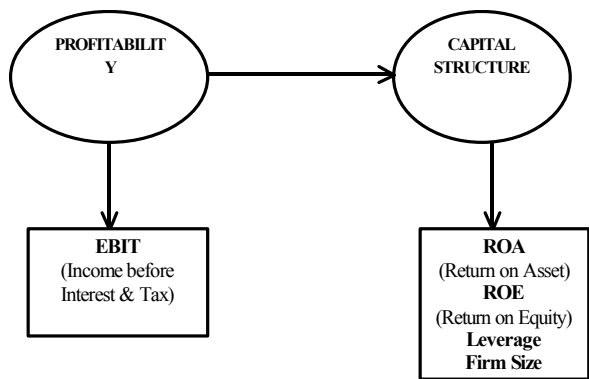 PROFITABILIT
Y
CAPITAL
STRUCTURE
EBIT
(Income before
Interest & Tax)
ROA
(Return on Asset)
ROE
(Return on Equity)
Leverage
Firm Size